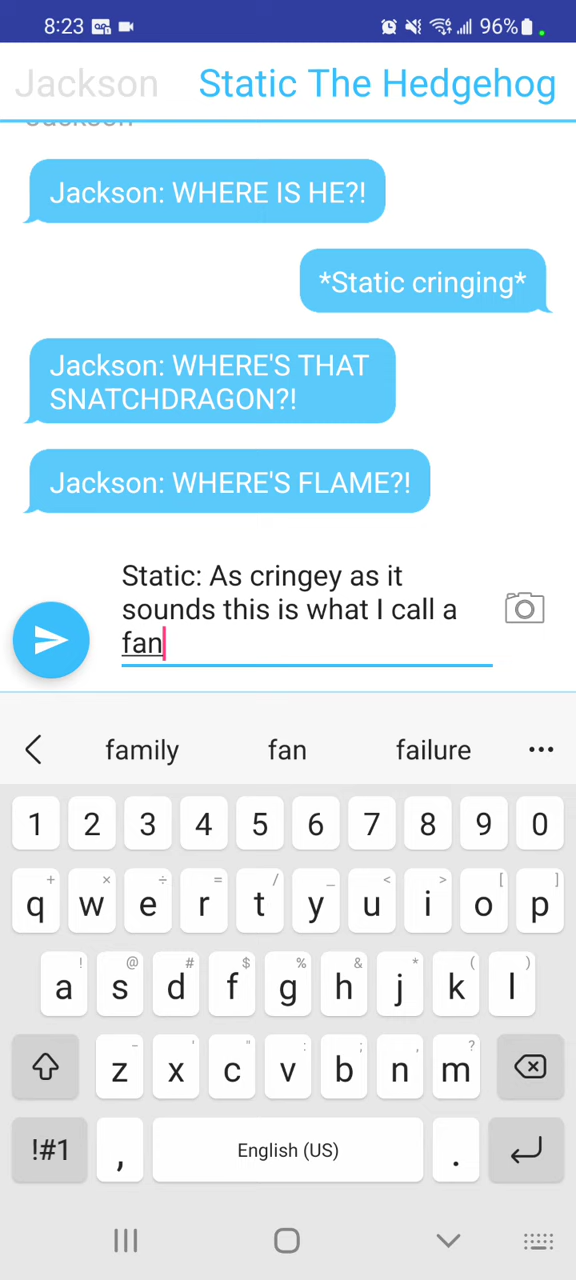 8:23 96%
Jackson Static The Hedgehog
Jackson
Jackson: WHERE IS HE?!
*Static cringing*
Jackson: WHERE'S THAT
SNATCHDRAGON?!
Jackson: WHERE'S FLAME?!
Static: As cringey as it
sounds this is what I call a
fan
family fan failure
1 2 3 4 5 6 7 8 9 0
+ × ÷ = / _ < > [ ]
q w e r t y u i o p
! @ # $ % & * ( )
a s d f g h j k l
- ' " : ; , ?
z x c v b n m
!#1 , English (US) .